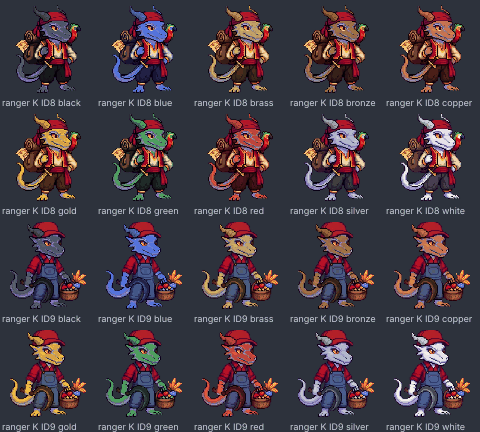 ranger K ID8 black
ranger K ID8 blue
ranger K ID8 brass
ranger K ID8 bronze
ranger K ID8 copper
ranger K ID8 gold
ranger K ID8 green
ranger K ID8 red
ranger K ID8 silver
ranger K ID8 white
ranger K ID9 black
ranger K ID9 blue
ranger K ID9 brass
ranger K ID9 bronze
ranger K ID9 copper
ranger K ID9 gold
ranger K ID9 green
ranger K ID9 red
ranger K ID9 silver
ranger K ID9 white